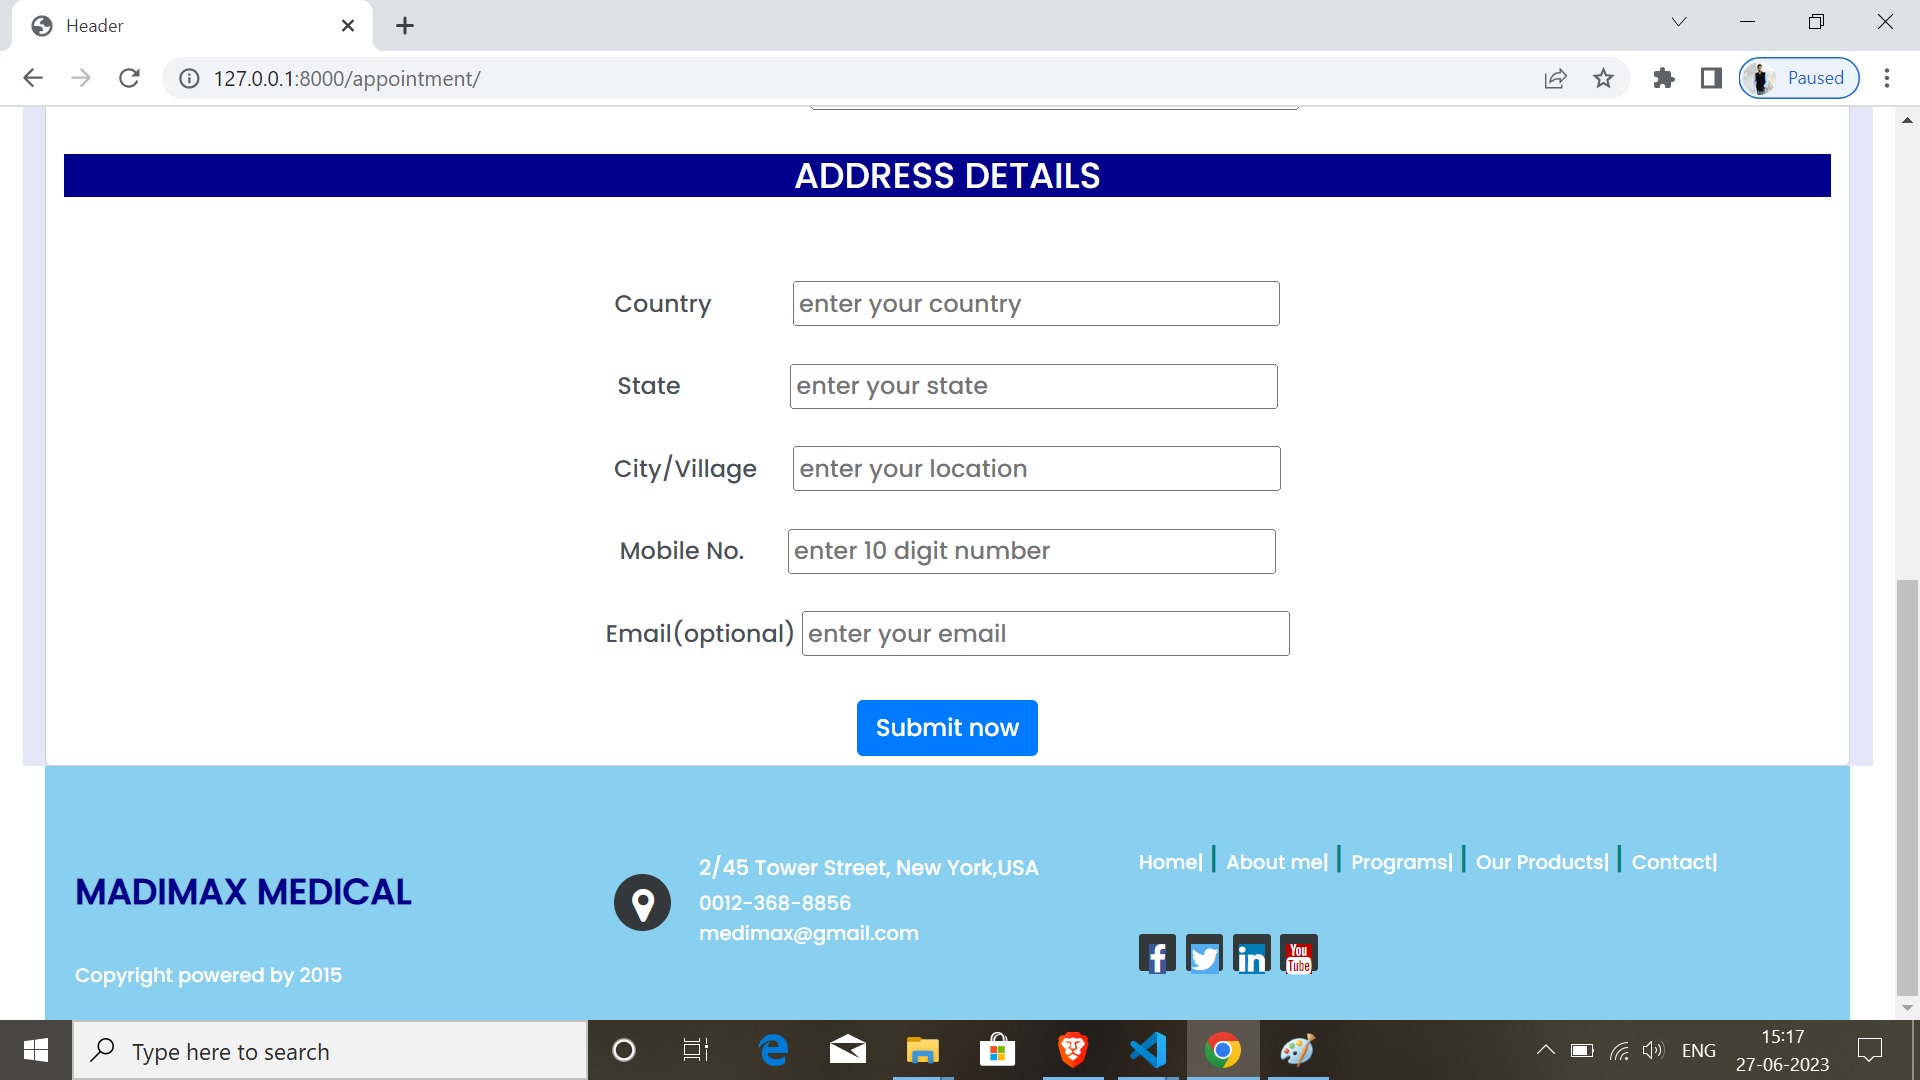 Header
127.0.0.1:8000/appointment/
Paused
ADDRESS DETAILS
Country enter your country
State enter your state
City/Village enter your location
Mobile No. enter 10 digit number
Email(optional) enter your email
Submit now
MADIMAX MEDICAL
Copyright powered by 2015
2/45 Tower Street, New York,USA
0012-368-8856
medimax@gmail.com
Home| | About me| | Programs| | Our Products| | Contact|
f in You Tube
Type here to search
ENG
15:17
27-06-2023